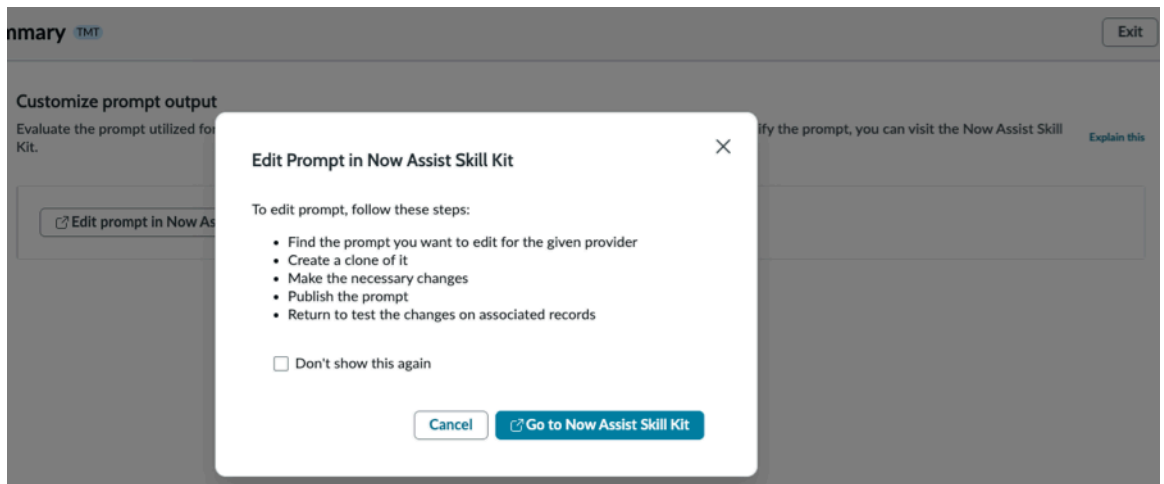 mmary TMT
Exit
Customize prompt output
Evaluate the prompt utilized for
ify the prompt, you can visit the Now Assist Skill
Kit.
Explain this
Edit prompt in Now As
Edit Prompt in Now Assist Skill Kit
To edit prompt, follow these steps:
• Find the prompt you want to edit for the given provider
• Create a clone of it
• Make the necessary changes
• Publish the prompt
• Return to test the changes on associated records
Don't show this again
Cancel
Go to Now Assist Skill Kit